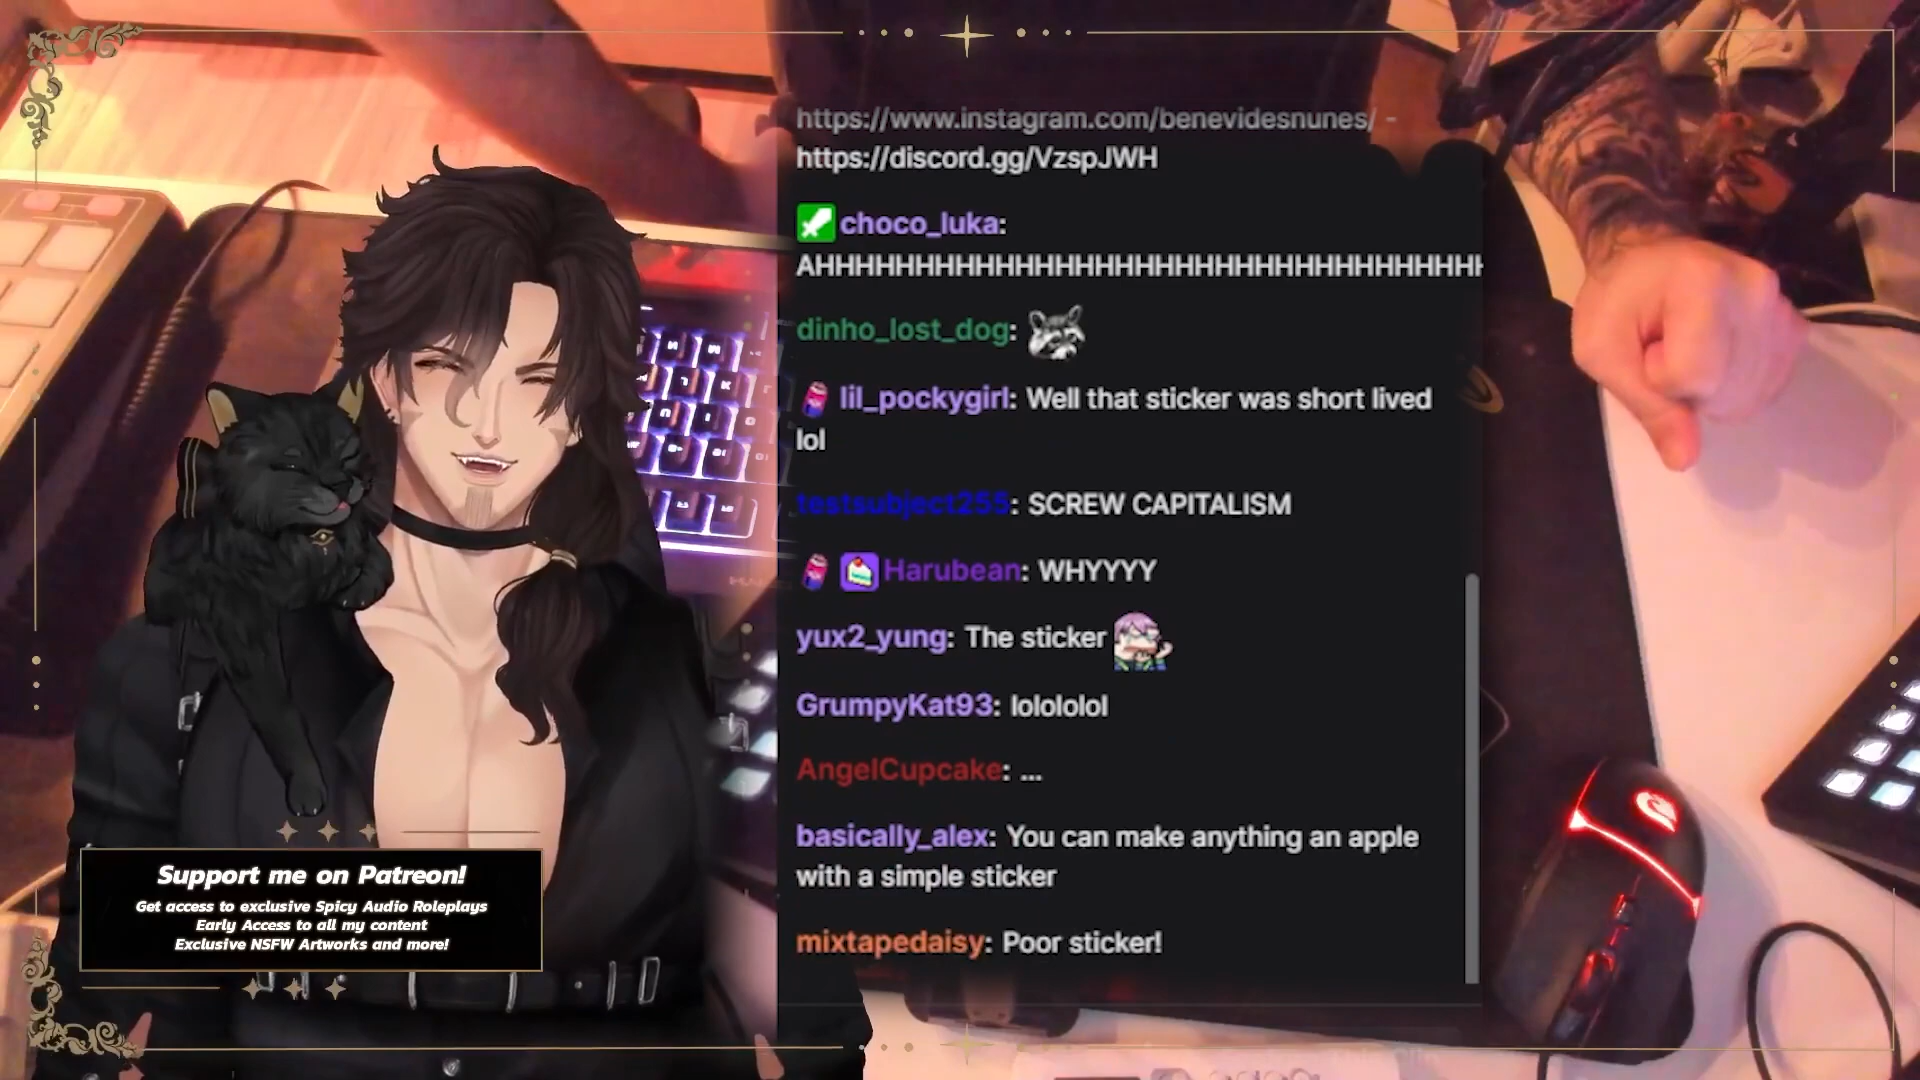 https://www.instagram.com/benevidesnunes/ -
https://discord.gg/VzspJWH
choco_luka:
AHHHHHHHHHHHHHHHHHHHHHHHHHHHHHHHHHH
dinho_lost_dog:
lil_pockygirl: Well that sticker was short lived
lol
testsubject255: SCREW CAPITALISM
Harubean: WHYYYY
yux2_yung: The sticker
GrumpyKat93: lolololol
AngelCupcake: ...
basically_alex: You can make anything an apple
with a simple sticker
mixtapedaisy: Poor sticker!
Support me on Patreon!
Get access to exclusive Spicy Audio Roleplays
Early Access to all my content
Exclusive NSFW Artworks and more!